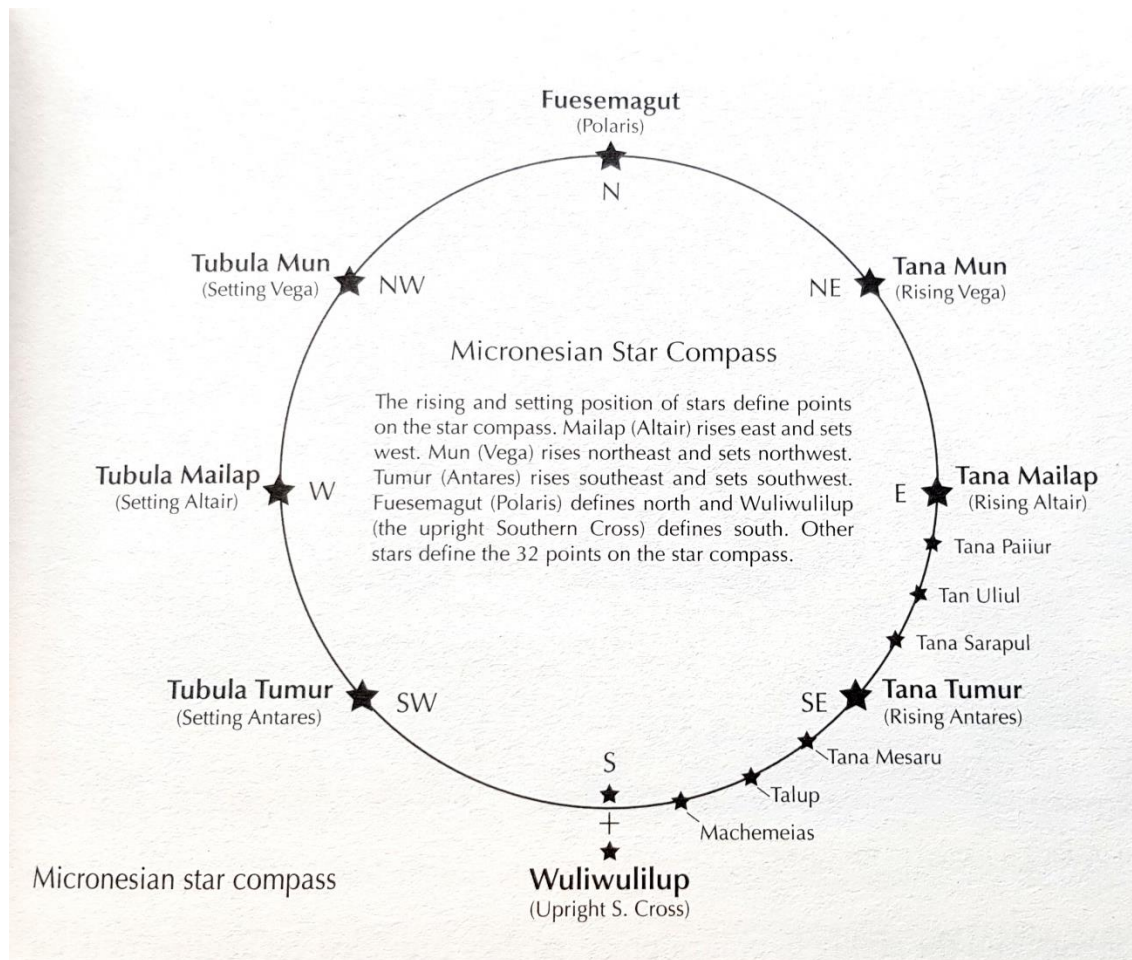 Fuesemagut
(Polaris)
N
Tubula Mun
(Setting Vega)
NW
NE
Tana Mun
(Rising Vega)
Micronesian Star Compass
The rising and setting position of stars define points
on the star compass. Mailap (Altair) rises east and sets
west. Mun (Vega) rises northeast and sets northwest.
Tumur (Antares) rises southeast and sets southwest.
Fuesemagut (Polaris) defines north and Wuliwulilup
(the upright Southern Cross) defines south. Other
stars define the 32 points on the star compass.
Tubula Mailap
(Setting Altair)
W
E
Tana Mailap
(Rising Altair)
Tana Paiiur
Tan Uliul
Tana Sarapul
Tubula Tumur
(Setting Antares)
SW
SE
Tana Tumur
(Rising Antares)
Tana Mesaru
Talup
Machemeias
S
Wuliwulilup
(Upright S. Cross)
Micronesian star compass